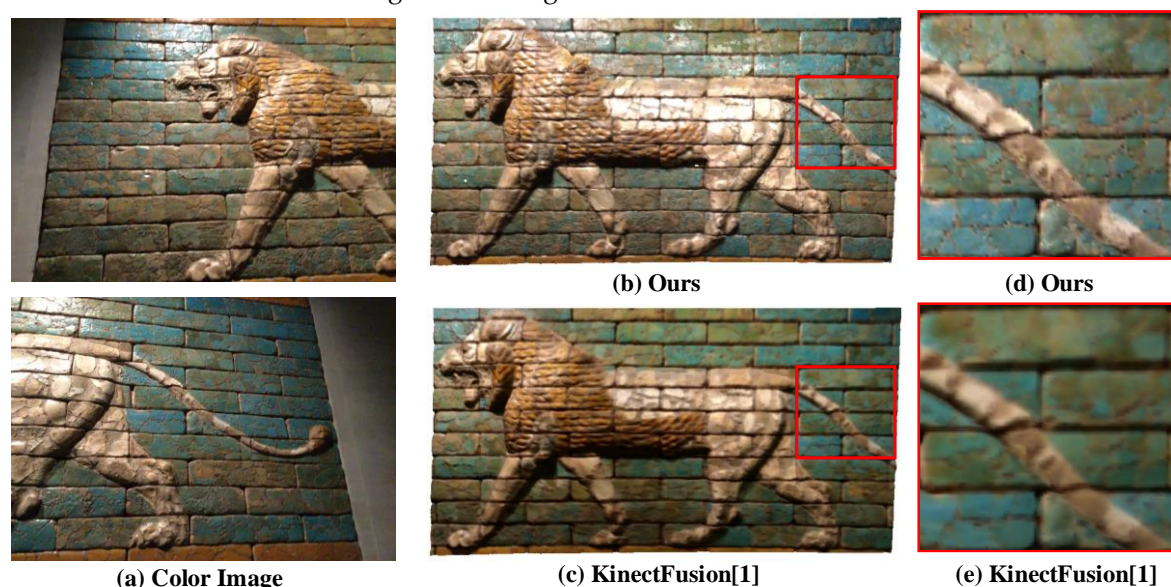 (b) Ours
(d) Ours
(a) Color Image
(c) KinectFusion[1]
(e) KinectFusion[1]